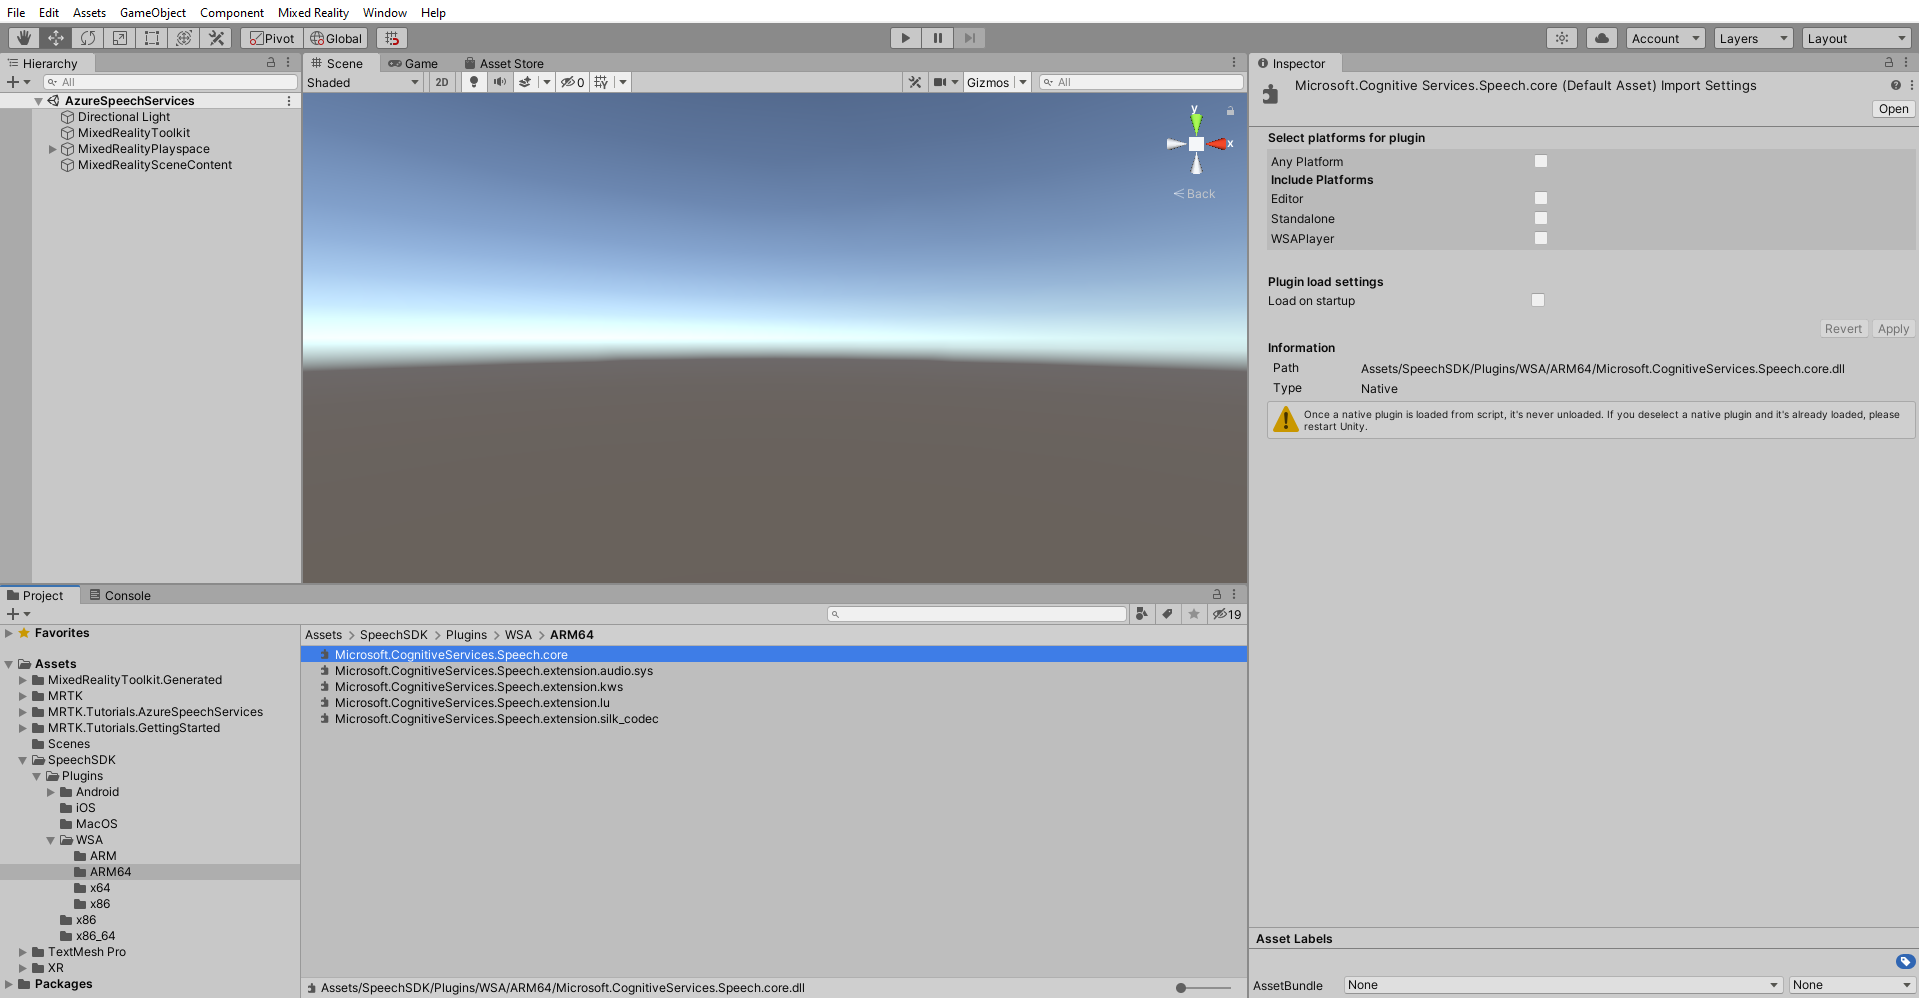 File Edit Assets GameObject Component Mixed Reality Window Help
Pivot Global Account Layers Layout
Hierarchy
All
AzureSpeechServices
Directional Light
MixedRealityToolkit
MixedRealityPlayspace
MixedRealitySceneContent
Scene Game Asset Store
Shaded 2D 0 Gizmos All
y
x
Back
Inspector
Microsoft.Cognitive Services.Speech.core (Default Asset) Import Settings
Open
Select platforms for plugin
Any Platform
Include Platforms
Editor
Standalone
WSAPlayer
Plugin load settings
Load on startup
Revert Apply
Information
Path Assets/SpeechSDK/Plugins/WSA/ARM64/Microsoft.CognitiveServices.Speech.core.dll
Type Native
Once a native plugin is loaded from script, it's never unloaded. If you deselect a native plugin and it's already loaded, please
restart Unity.
Project Console
19
Favorites
Assets
MixedRealityToolkit.Generated
MRTK
MRTK.Tutorials.AzureSpeechServices
MRTK.Tutorials.GettingStarted
Scenes
SpeechSDK
Plugins
Android
iOS
MacOS
WSA
ARM
ARM64
x64
x86
x86
x86_64
TextMesh Pro
XR
Packages
Assets > SpeechSDK > Plugins > WSA > ARM64
Microsoft.CognitiveServices.Speech.core
Microsoft.CognitiveServices.Speech.extension.audio.sys
Microsoft.CognitiveServices.Speech.extension.kws
Microsoft.CognitiveServices.Speech.extension.lu
Microsoft.CognitiveServices.Speech.extension.silk_codec
Assets/SpeechSDK/Plugins/WSA/ARM64/Microsoft.CognitiveServices.Speech.core.dll
Asset Labels
AssetBundle None None